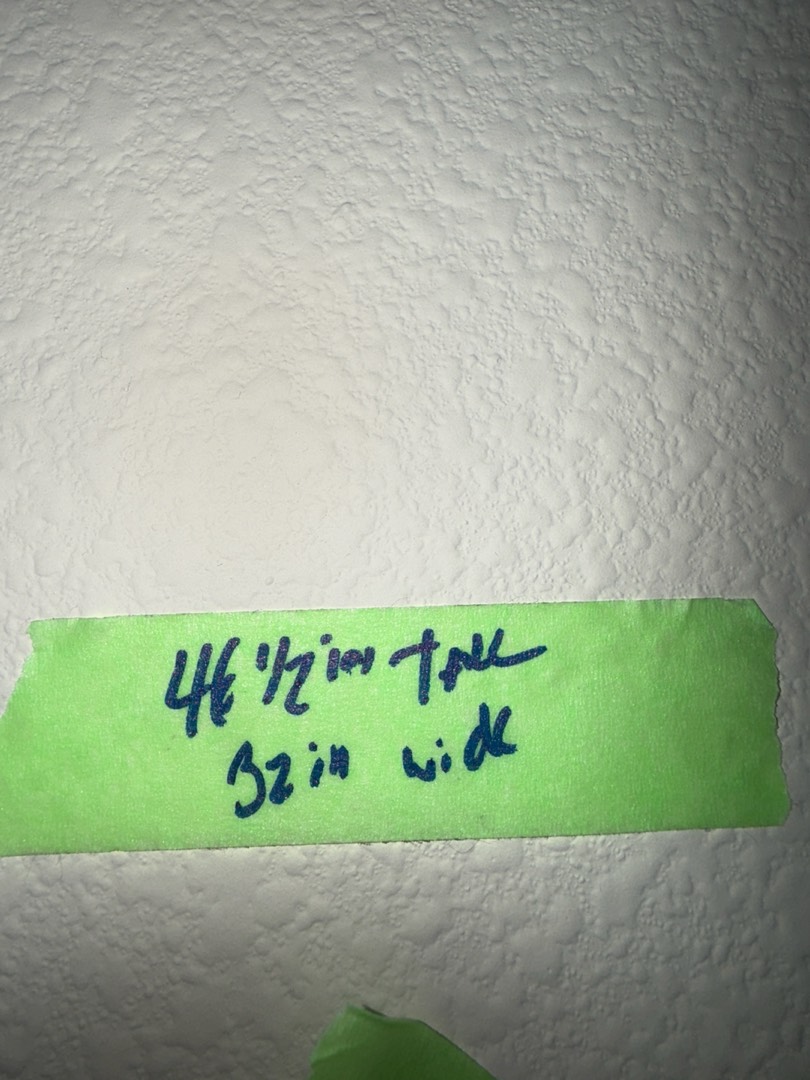 46 1/2 in tall
32 in wide